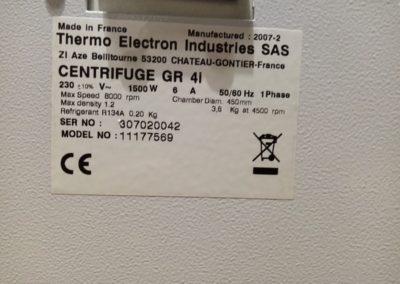 Made in France Manufactured : 2007-2
Thermo Electron Industries SAS
ZI Aze Bellitourne 53200 CHATEAU-GONTIER-France
CENTRIFUGE GR 4I
230 ±10% V~ 1500 W 6 A 50/60 Hz 1 Phase
Max Speed 8000 rpm Chamber Diam. 450mm
Max density 1.2 3,6 Kg at 4500 rpm
Refrigerant R134A 0.20 Kg
SER NO : 307020042
MODEL NO : 11177569
CE